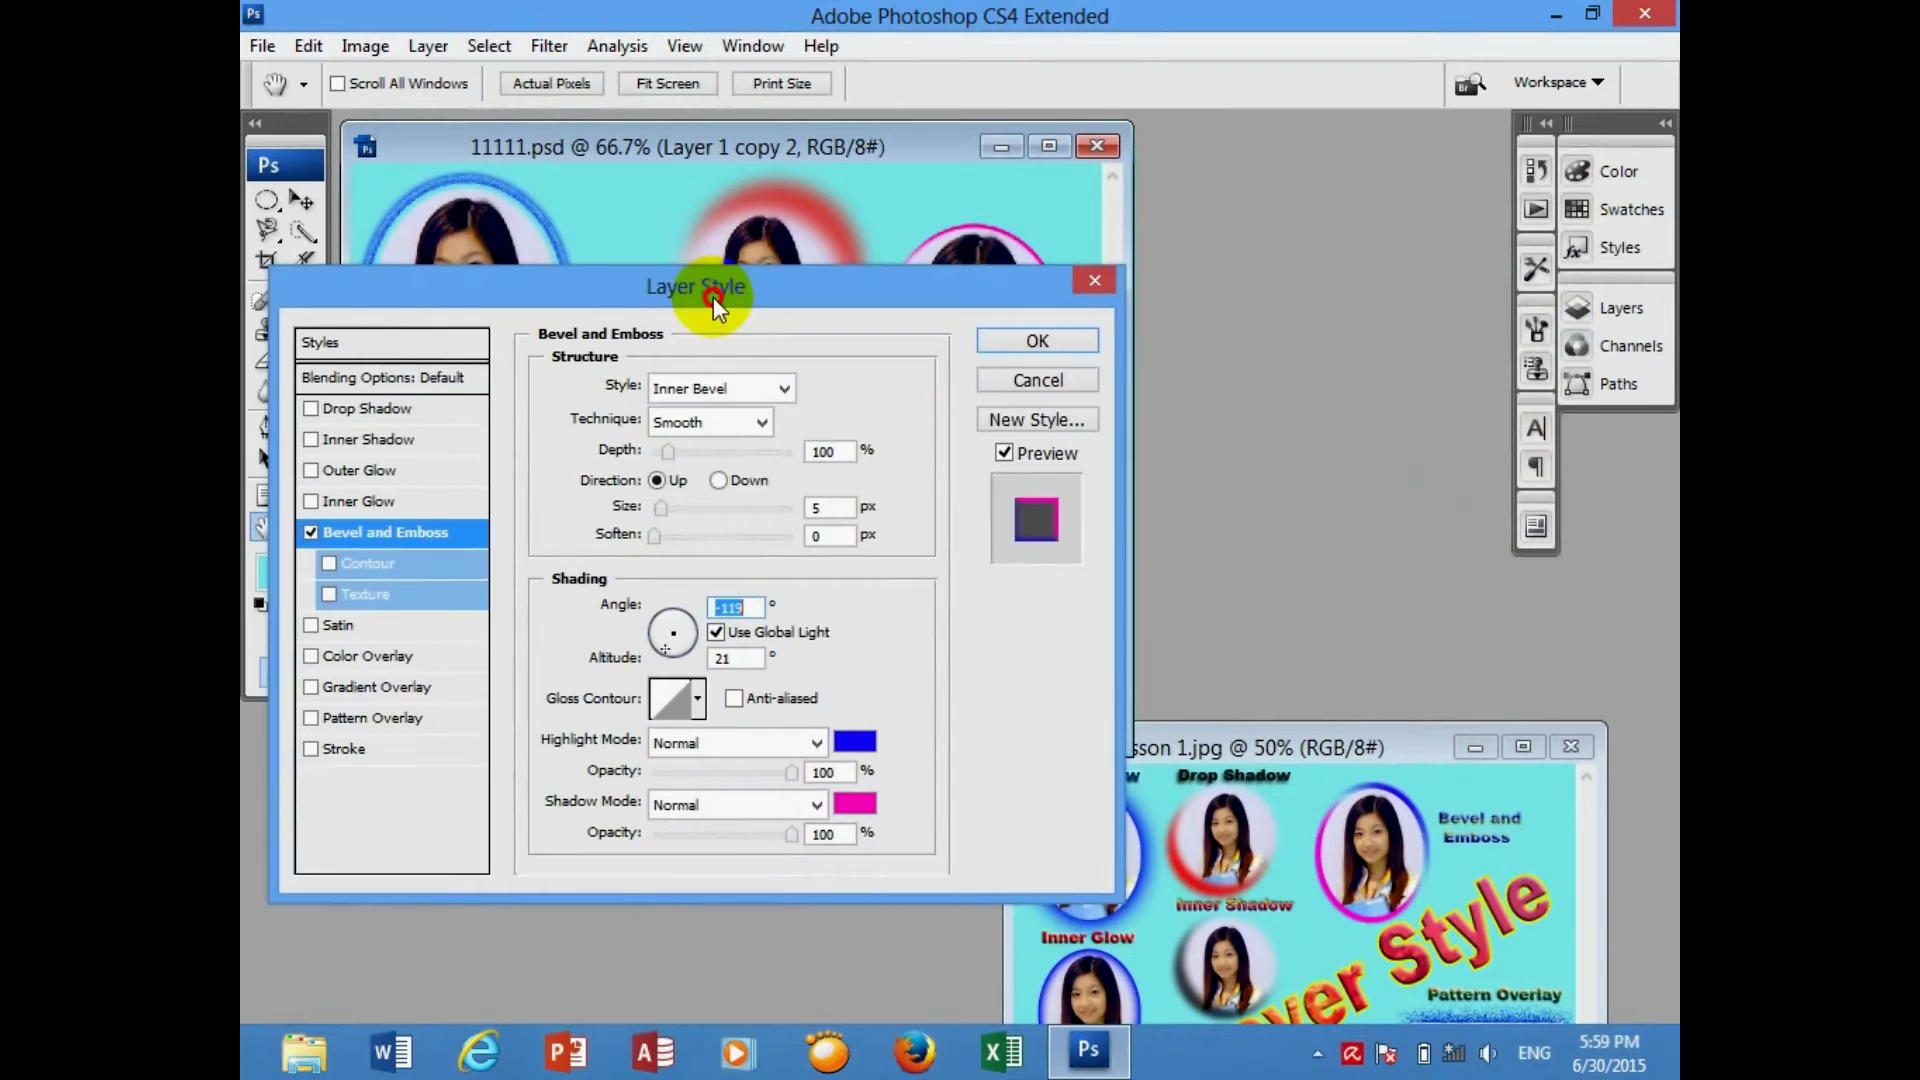 Ps
Adobe Photoshop CS4 Extended
File Edit Image Layer Select Filter Analysis View Window Help
Scroll All Windows Actual Pixels Fit Screen Print Size
Br
Workspace
11111.psd @ 66.7% (Layer 1 copy 2, RGB/8#)
Ps
Color
Swatches
Styles
Layers
Channels
Paths
Layer Style
Styles
Blending Options: Default
Drop Shadow
Inner Shadow
Outer Glow
Inner Glow
Bevel and Emboss
Contour
Texture
Satin
Color Overlay
Gradient Overlay
Pattern Overlay
Stroke
Bevel and Emboss
Structure
Style: Inner Bevel
Technique: Smooth
Depth: 100 %
Direction: Up Down
Size: 5 px
Soften: 0 px
Shading
Angle: -119 °
Use Global Light
Altitude: 21 °
Gloss Contour: Anti-aliased
Highlight Mode: Normal
Opacity: 100 %
Shadow Mode: Normal
Opacity: 100 %
OK
Cancel
New Style...
Preview
sson 1.jpg @ 50% (RGB/8#)
Drop Shadow
Bevel and
Emboss
Inner Shadow
Inner Glow
Style
Pattern Overlay
Ps
ENG
5:59 PM
6/30/2015